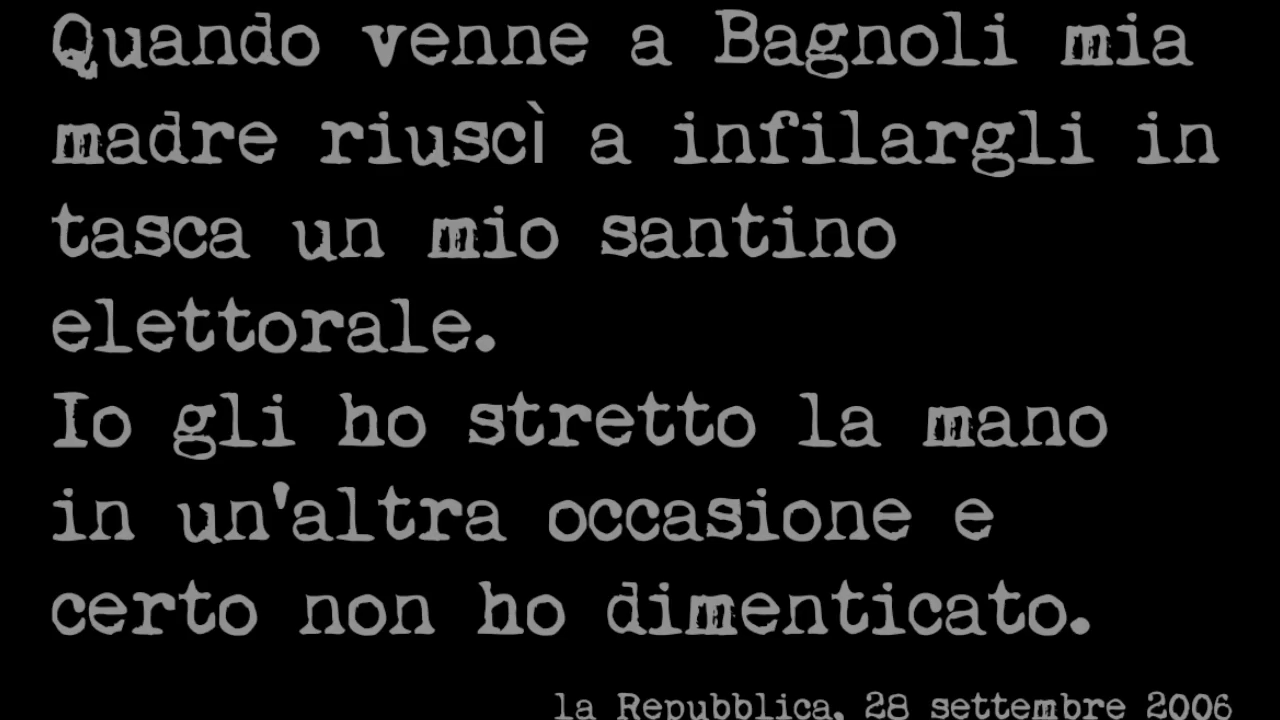 Quando venne a Bagnoli mia
madre riuscì a infilargli in
tasca un mio santino
elettorale.
Io gli ho stretto la mano
in un'altra occasione e
certo non ho dimenticato.
la Repubblica, 28 settembre 2006